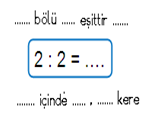 ....... bölü ...... eşittir .......
2 : 2 = ....
........ içinde ...... , ........ kere